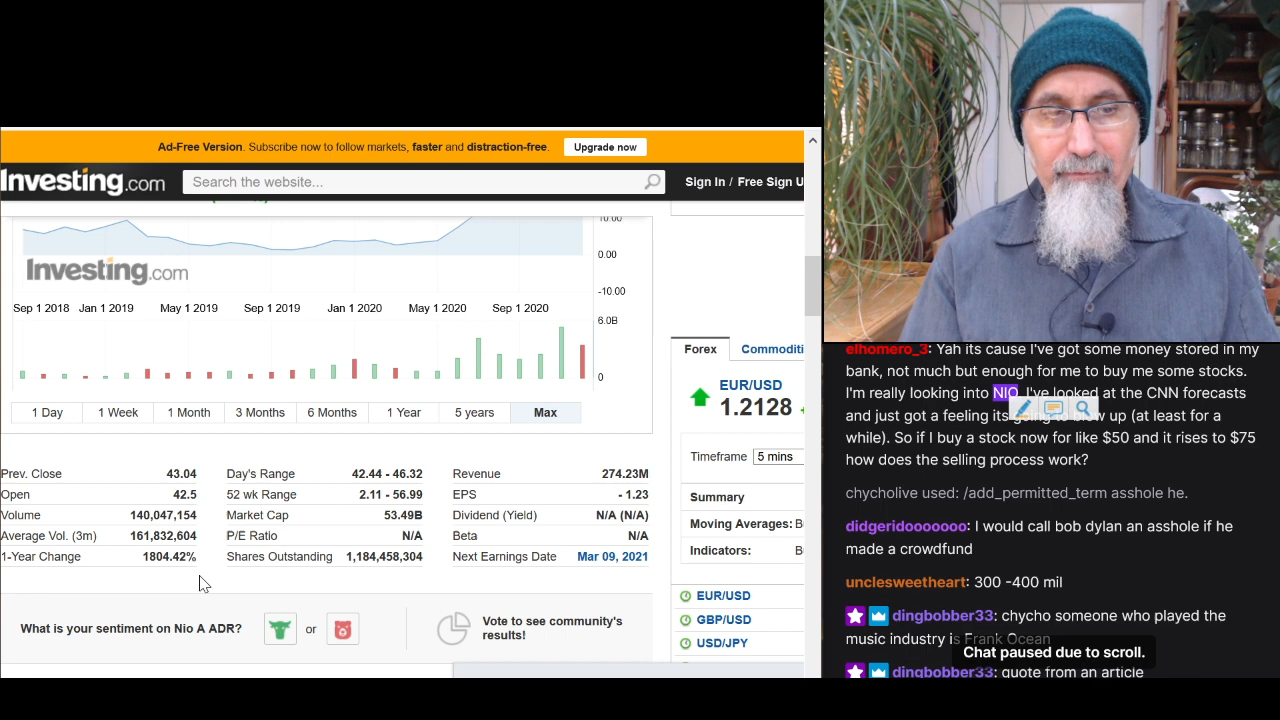 Ad-Free Version. Subscribe now to follow markets, faster and distraction-free.
Upgrade now
Investing.com
Search the website...
Sign In / Free Sign U
10.00
0.00
Investing.com
-10.00
Sep 1 2018 Jan 1 2019 May 1 2019 Sep 1 2019 Jan 1 2020 May 1 2020 Sep 1 2020
6.0B
0
1 Day 1 Week 1 Month 3 Months 6 Months 1 Year 5 years Max
Prev. Close 43.04 Day's Range 42.44 - 46.32 Revenue 274.23M
Open 42.5 52 wk Range 2.11 - 56.99 EPS - 1.23
Volume 140,047,154 Market Cap 53.49B Dividend (Yield) N/A (N/A)
Average Vol. (3m) 161,832,604 P/E Ratio N/A Beta N/A
1-Year Change 1804.42% Shares Outstanding 1,184,458,304 Next Earnings Date Mar 09, 2021
What is your sentiment on Nio A ADR? or
Vote to see community's
results!
Forex Commoditi
EUR/USD
1.2128
Timeframe 5 mins
Summary
Moving Averages: B
Indicators: B
EUR/USD
GBP/USD
USD/JPY
elhomero_3: Yah its cause I've got some money stored in my
bank, not much but enough for me to buy me some stocks.
I'm really looking into NIO, I've looked at the CNN forecasts
and just got a feeling its up (at least for a
while). So if I buy a stock now for like $50 and it rises to $75
how does the selling process work?
chycholive used: /add_permitted_term asshole he.
didgeridooooooo: I would call bob dylan an asshole if he
made a crowdfund
unclesweetheart: 300 -400 mil
dingbobber33: chycho someone who played the
music industry is Frank Ocean
Chat paused due to scroll.
dingbobber33: quote from an article